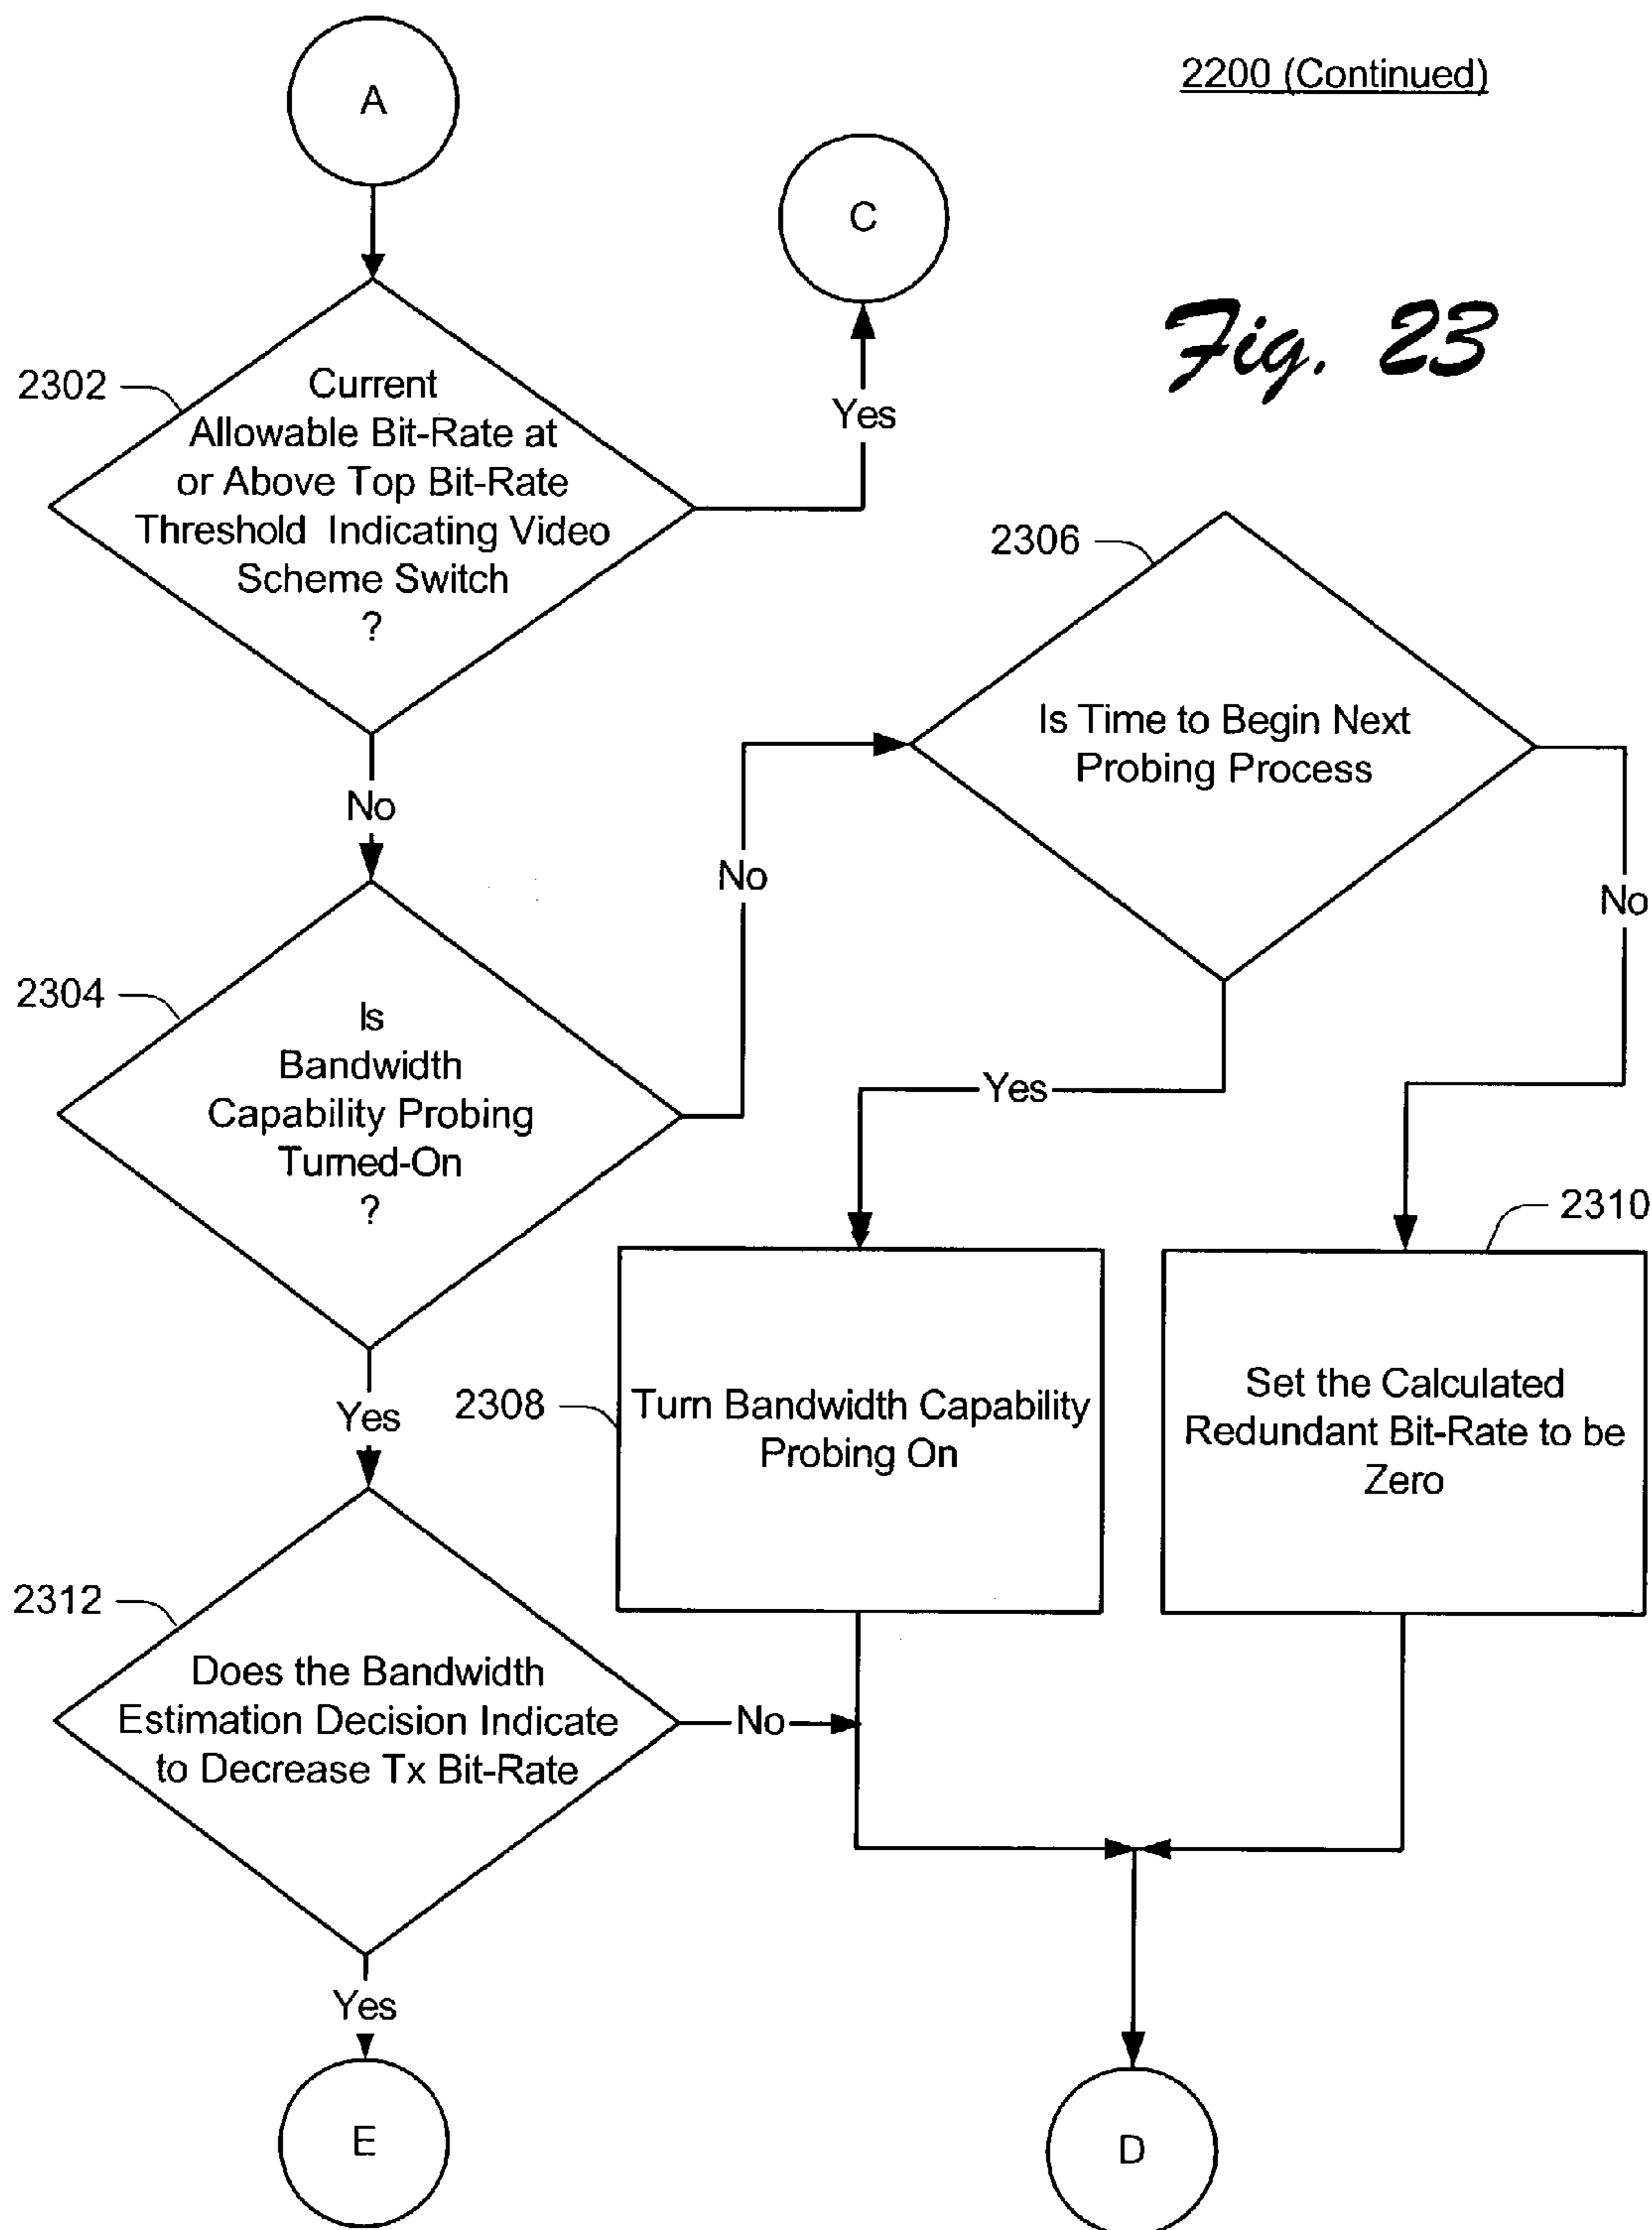 2200 (Continued)
A
C
Fig. 23
2302
Current
Allowable Bit-Rate at
or Above Top Bit-Rate
Threshold Indicating Video
Scheme Switch
?
Yes
No
2306
Is Time to Begin Next
Probing Process
No
No
Yes
2304
Is
Bandwidth
Capability Probing
Turned-On
?
Yes
2308
Turn Bandwidth Capability
Probing On
2310
Set the Calculated
Redundant Bit-Rate to be
Zero
2312
Does the Bandwidth
Estimation Decision Indicate
to Decrease Tx Bit-Rate
No
Yes
E
D